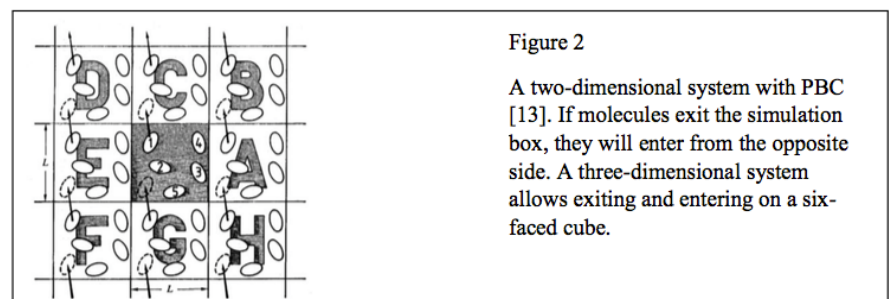 Figure 2
A two-dimensional system with PBC
[13]. If molecules exit the simulation
box, they will enter from the opposite
side. A three-dimensional system
allows exiting and entering on a six-
faced cube.
D C B
1 4
E 2 3 A
L
5
F G H
L